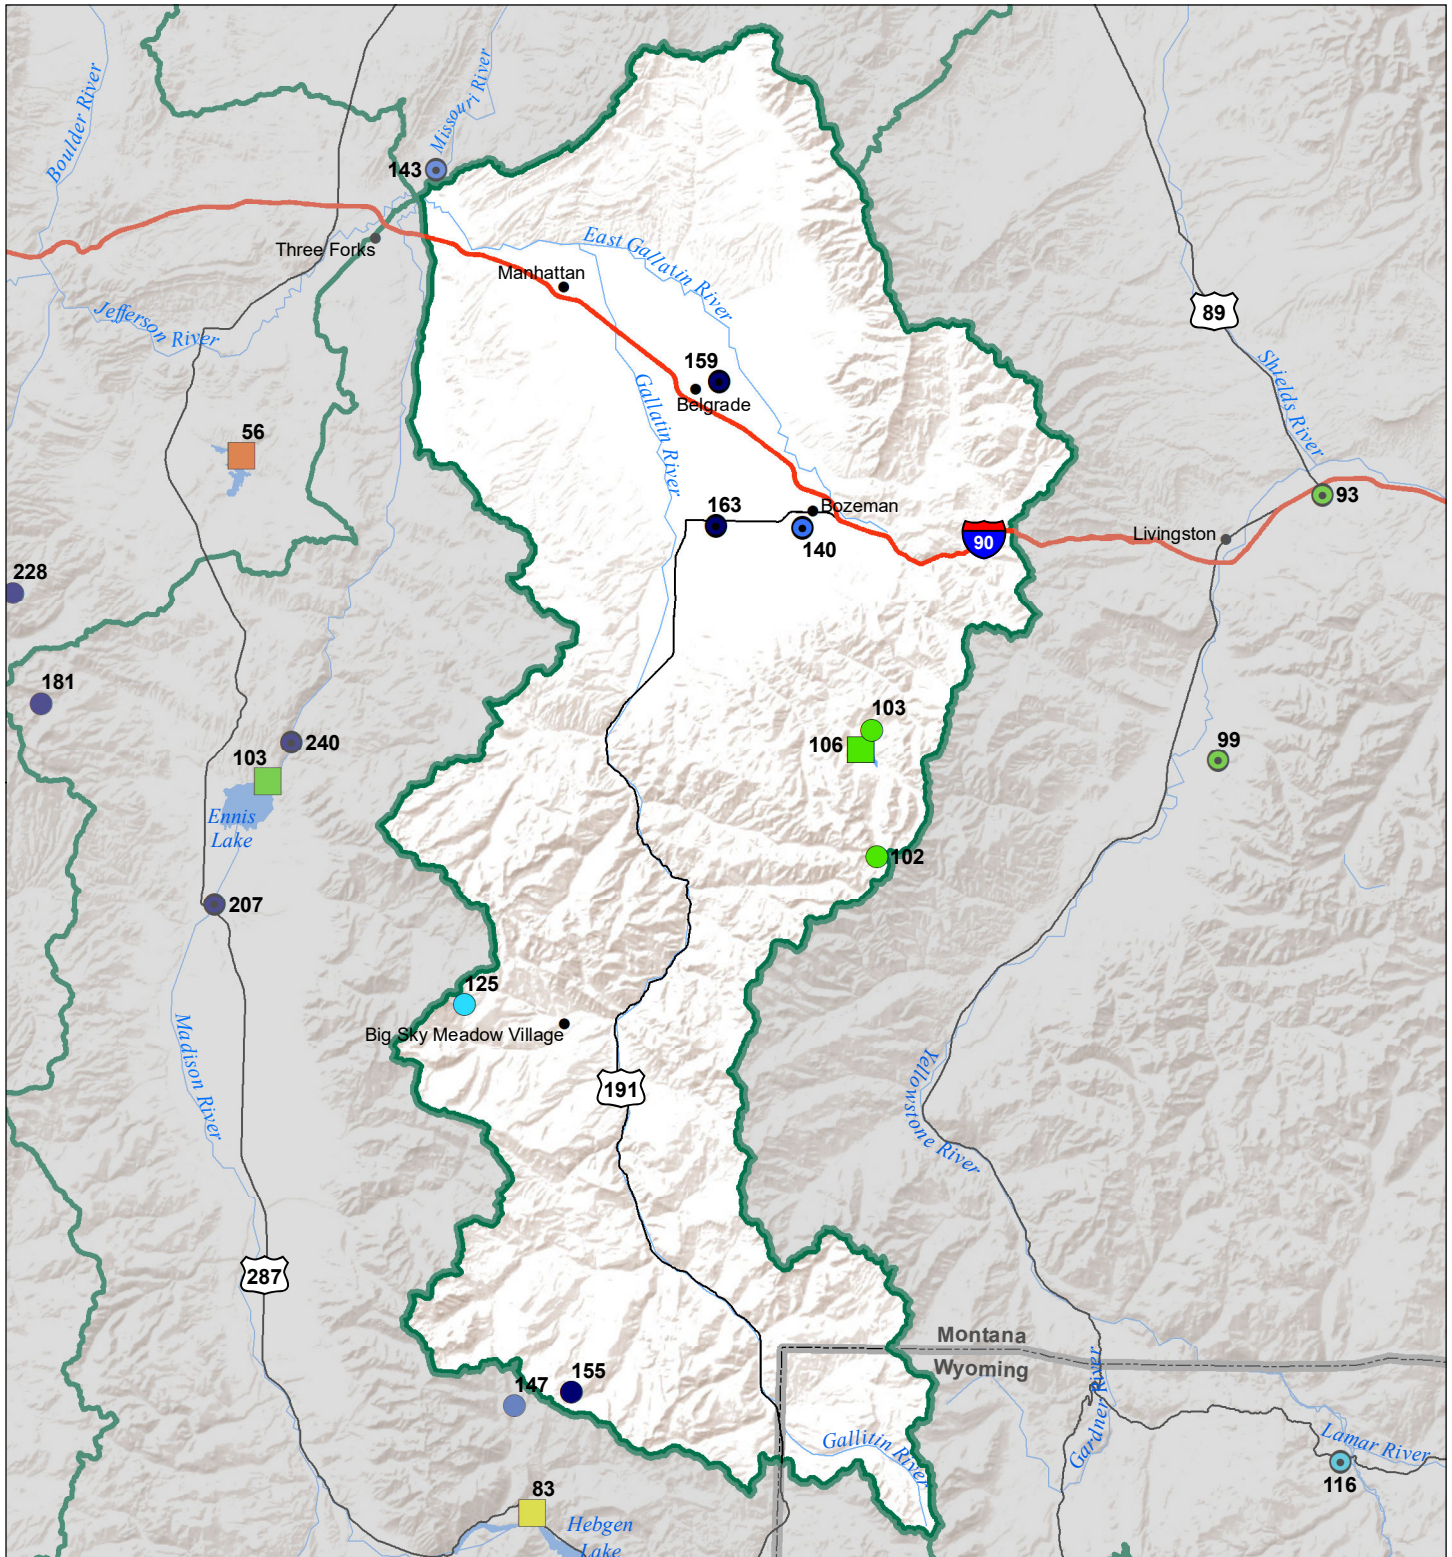 Boulder River
Missouri River
143
Three Forks
East Gallatin River
Manhattan
Jefferson River
89
Shields River
159
Belgrade
Gallatin River
56
93
163
Bozeman
140
90
Livingston
228
181
103
106
240
103
99
Ennis
Lake
102
207
125
Big Sky Meadow Village
Madison River
191
Yellowstone River
287
Montana
Wyoming
147
155
Gardner River
Gallitin River
Lamar River
116
83
Hebgen
Lake